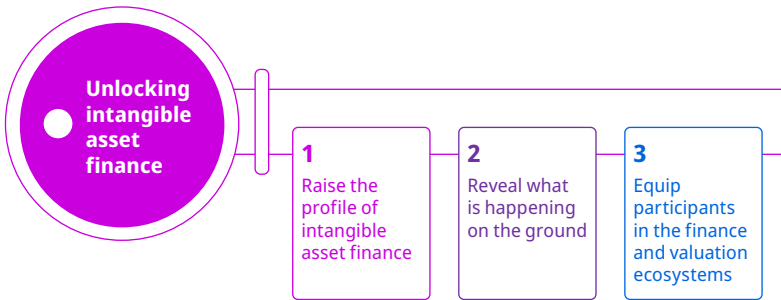 Unlocking
intangible
asset
finance
1
Raise the
profile of
intangible
asset finance
2
Reveal what
is happening
on the ground
3
Equip
participants
in the finance
and valuation
ecosystems